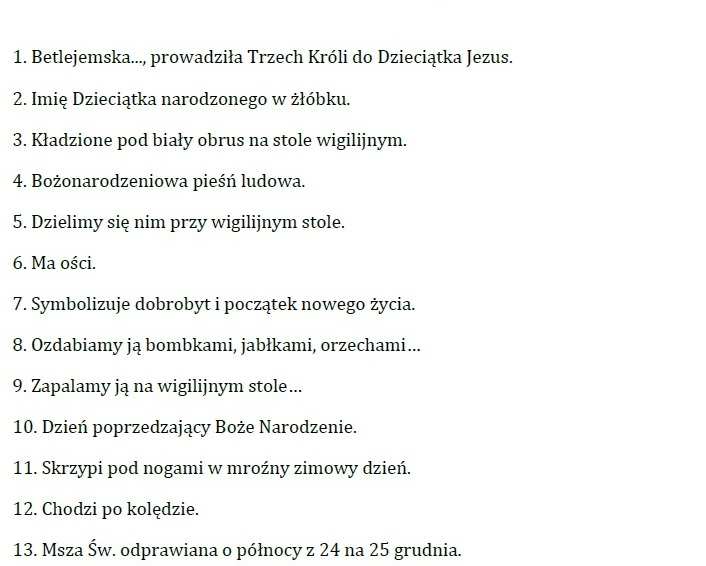 1. Betlejemska..., prowadziła Trzech Króli do Dzieciątka Jezus.
2. Imię Dzieciątka narodzonego w żłóbku.
3. Kładzione pod biały obrus na stole wigilijnym.
4. Bożonarodzeniowa pieśń ludowa.
5. Dzielimy się nim przy wigilijnym stole.
6. Ma ości.
7. Symbolizuje dobrobyt i początek nowego życia.
8. Ozdabiamy ją bombkami, jabłkami, orzechami…
9. Zapalamy ją na wigilijnym stole…
10. Dzień poprzedzający Boże Narodzenie.
11. Skrzypi pod nogami w mroźny zimowy dzień.
12. Chodzi po kolędzie.
13. Msza Św. odprawiana o północy z 24 na 25 grudnia.